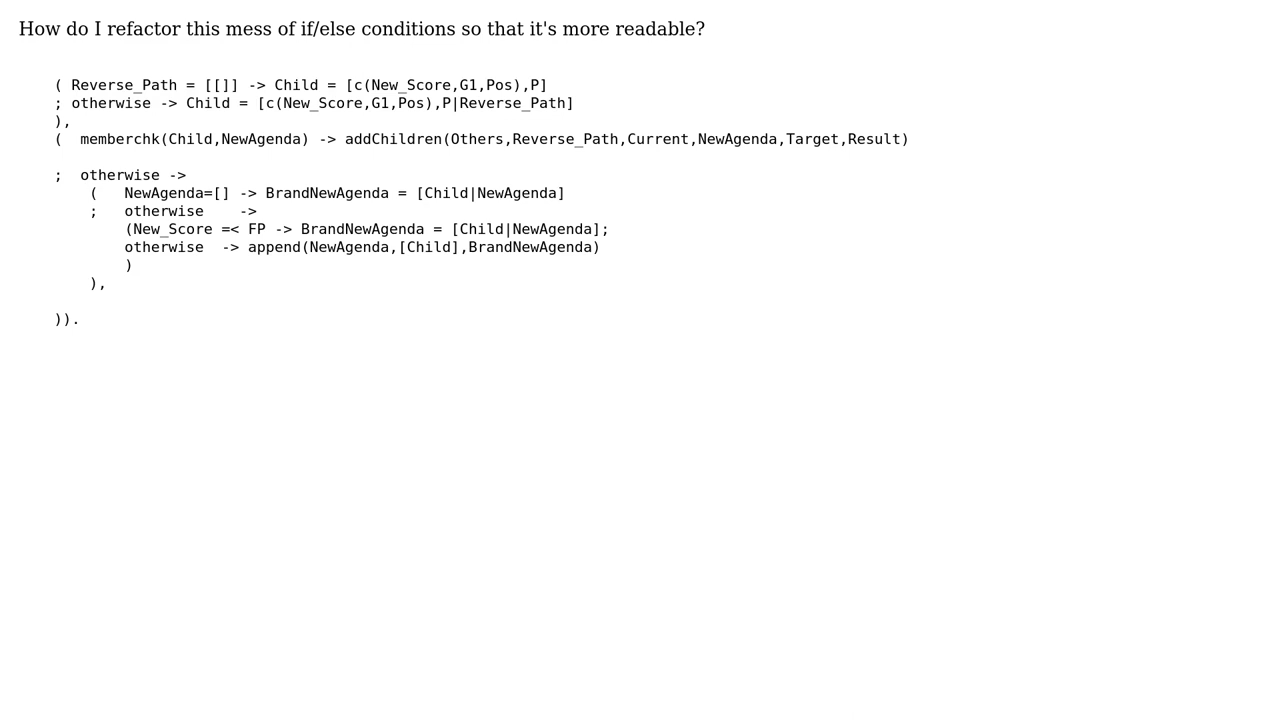 How do I refactor this mess of if/else conditions so that it's more readable?
( Reverse_Path = [[]] -> Child = [c(New_Score,G1,Pos),P]
; otherwise -> Child = [c(New_Score,G1,Pos),P|Reverse_Path]
),
(  memberchk(Child,NewAgenda) -> addChildren(Others,Reverse_Path,Current,NewAgenda,Target,Result)
;  otherwise ->
    (   NewAgenda=[] -> BrandNewAgenda = [Child|NewAgenda]
    ;   otherwise    ->
        (New_Score =< FP -> BrandNewAgenda = [Child|NewAgenda];
        otherwise  -> append(NewAgenda,[Child],BrandNewAgenda)
        )
    ),
)).